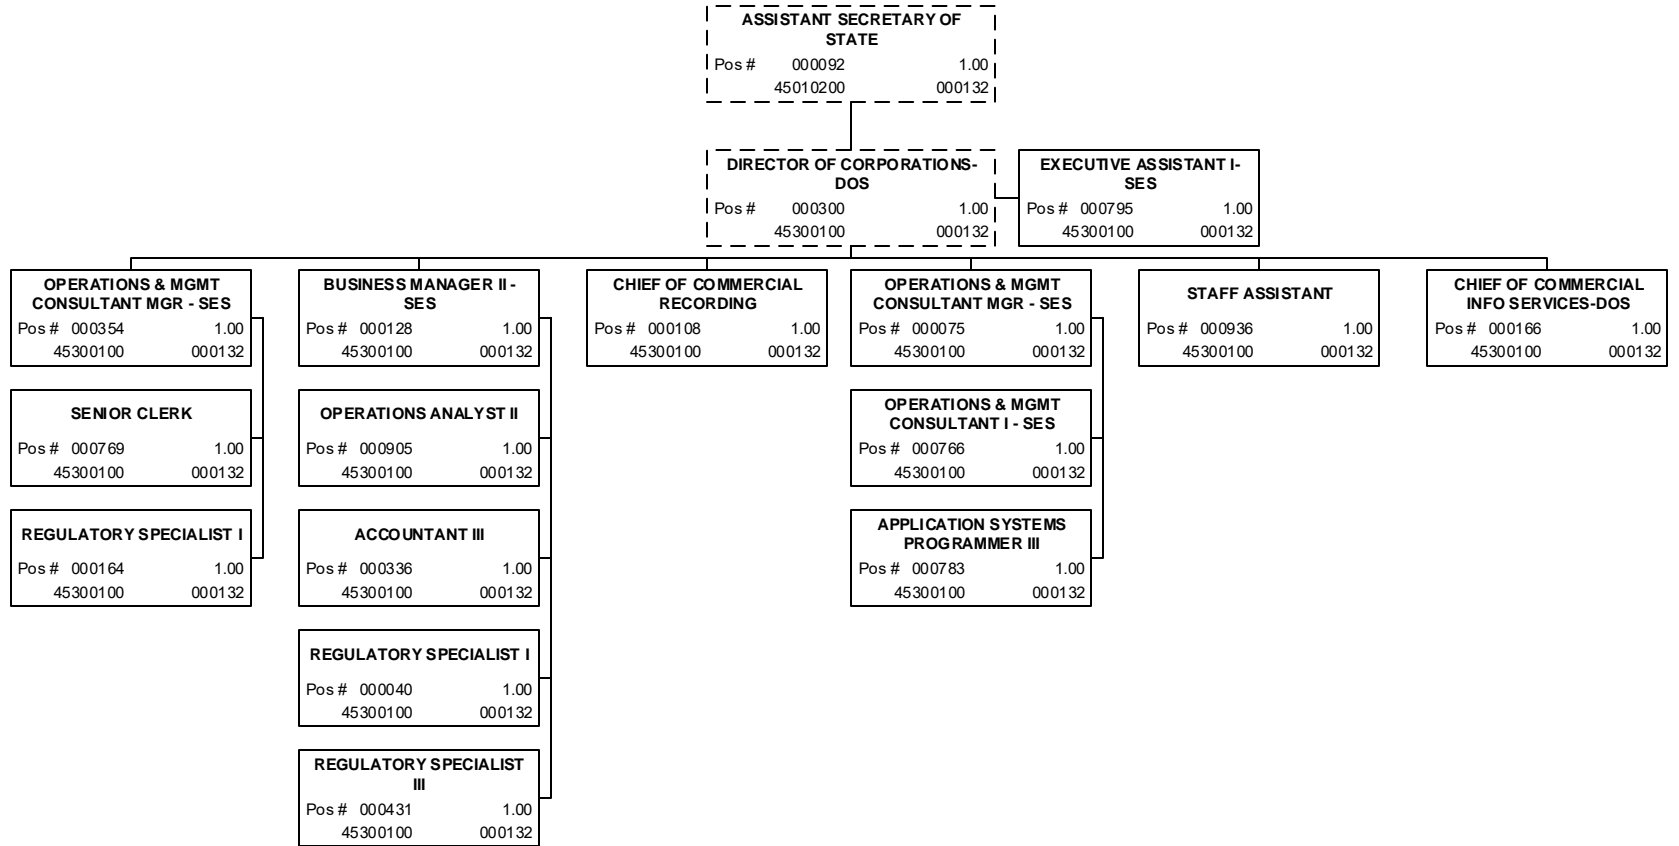 ASSISTANT SECRETARY OF
STATE
Pos # 000092 1.00
45010200 000132
DIRECTOR OF CORPORATIONS-
DOS
Pos # 000300 1.00
45300100 000132
EXECUTIVE ASSISTANT I-
SES
Pos # 000795 1.00
45300100 000132
OPERATIONS & MGMT
CONSULTANT MGR - SES
Pos # 000354 1.00
45300100 000132
SENIOR CLERK
Pos # 000769 1.00
45300100 000132
REGULATORY SPECIALIST I
Pos # 000164 1.00
45300100 000132
BUSINESS MANAGER II -
SES
Pos # 000128 1.00
45300100 000132
OPERATIONS ANALYST II
Pos # 000905 1.00
45300100 000132
ACCOUNTANT III
Pos # 000336 1.00
45300100 000132
REGULATORY SPECIALIST I
Pos # 000040 1.00
45300100 000132
REGULATORY SPECIALIST
III
Pos # 000431 1.00
45300100 000132
CHIEF OF COMMERCIAL
RECORDING
Pos # 000108 1.00
45300100 000132
OPERATIONS & MGMT
CONSULTANT MGR - SES
Pos # 000075 1.00
45300100 000132
OPERATIONS & MGMT
CONSULTANT I - SES
Pos # 000766 1.00
45300100 000132
APPLICATION SYSTEMS
PROGRAMMER III
Pos # 000783 1.00
45300100 000132
STAFF ASSISTANT
Pos # 000936 1.00
45300100 000132
CHIEF OF COMMERCIAL
INFO SERVICES-DOS
Pos # 000166 1.00
45300100 000132